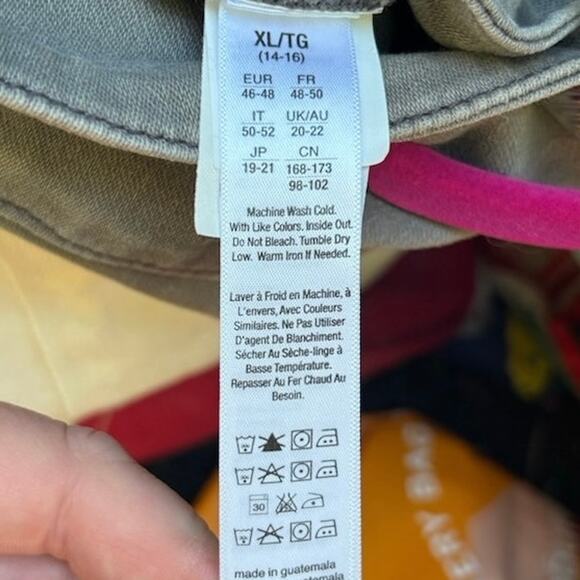 XL/TG
(14-16)
EUR FR
46-48 48-50
IT UK/AU
50-52 20-22
JP CN
19-21 168-173
98-102
Machine Wash Cold.
With Like Colors. Inside Out.
Do Not Bleach. Tumble Dry
Low. Warm Iron If Needed.
Laver à Froid en Machine, à
L'envers, Avec Couleurs
Similaires. Ne Pas Utiliser
D'agent De Blanchiment.
Sécher Au Sèche-linge à
Basse Température.
Repasser Au Fer Chaud Au
Besoin.
30
made in guatemala